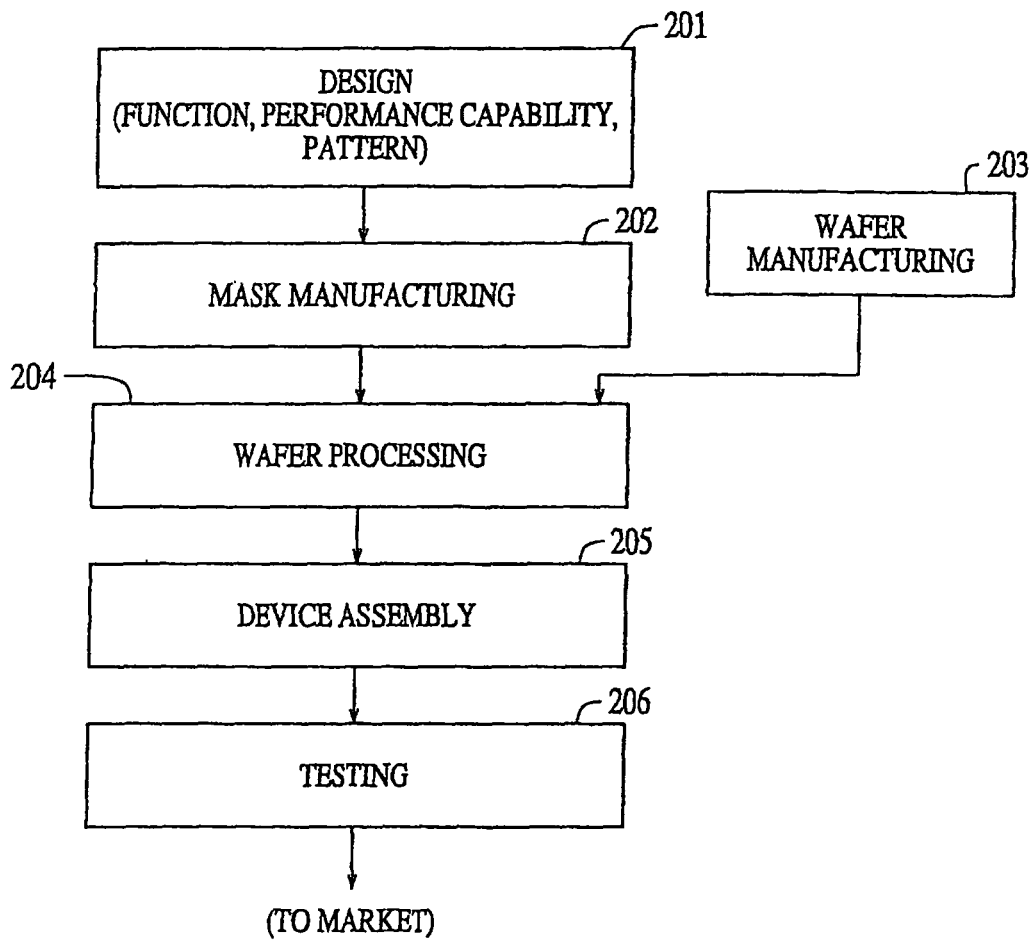 201
DESIGN
(FUNCTION, PERFORMANCE CAPABILITY,
PATTERN)
202
MASK MANUFACTURING
203
WAFER
MANUFACTURING
204
WAFER PROCESSING
205
DEVICE ASSEMBLY
206
TESTING
(TO MARKET)